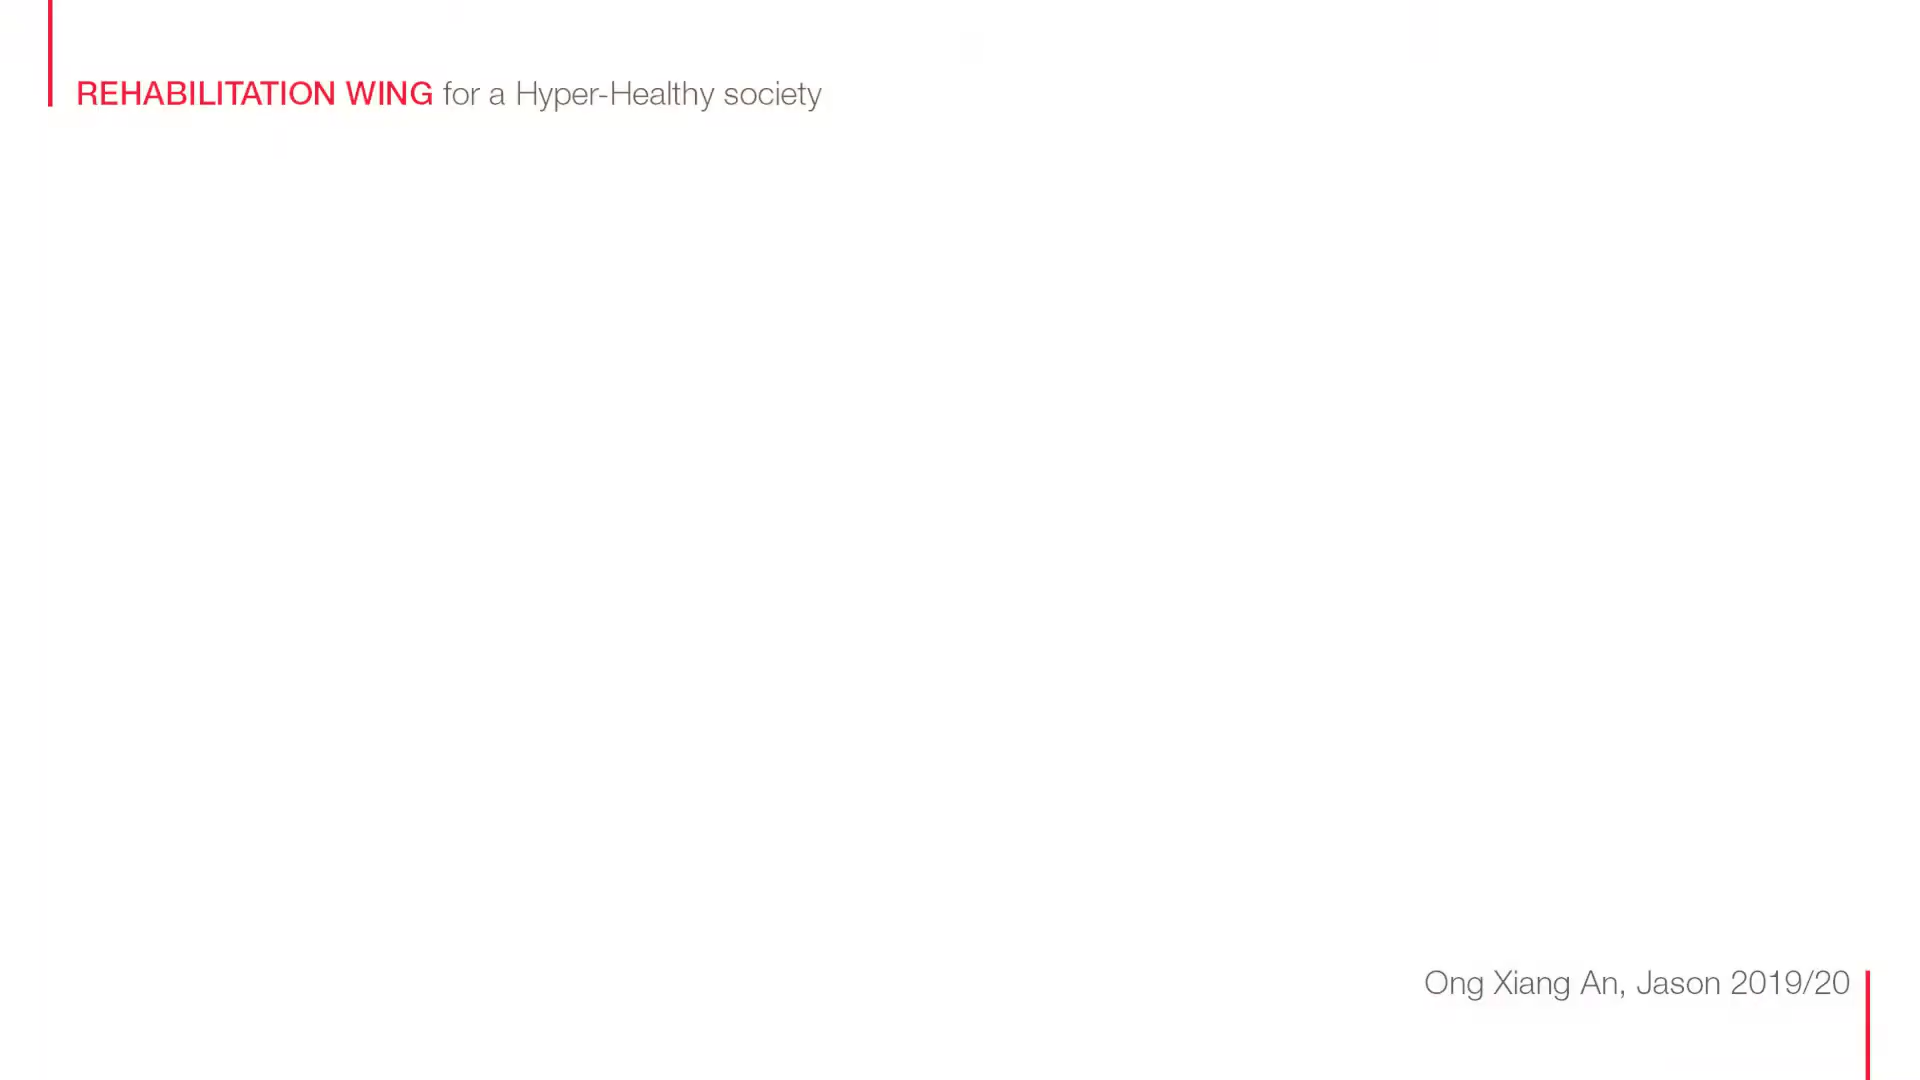 REHABILITATION WING for a Hyper-Healthy society
Ong Xiang An, Jason 2019/20